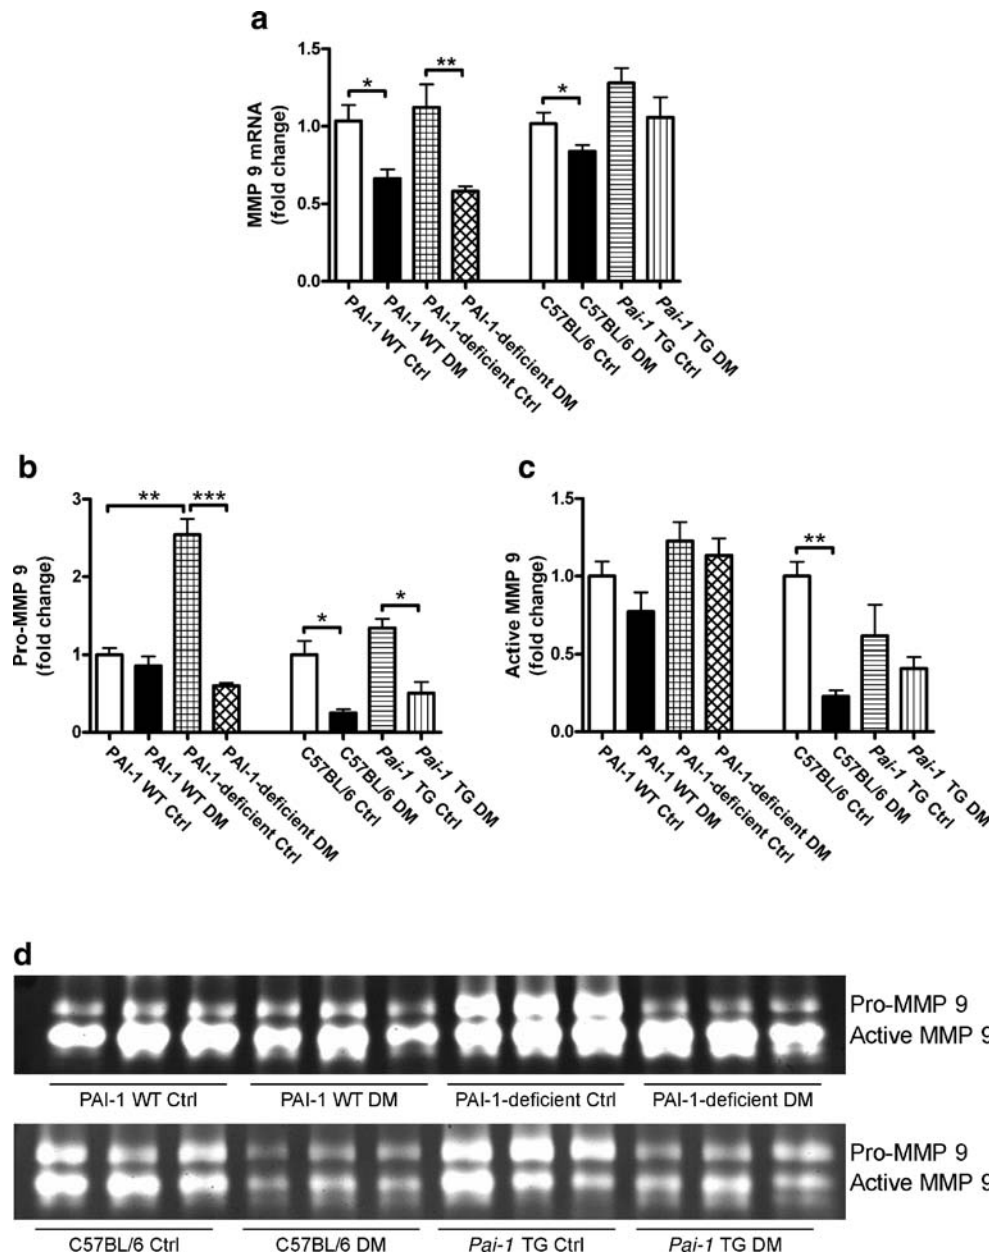 a
MMP 9 mRNA
(fold change)
1.5
1.0
0.5
0.0
*
**
*
PAI-1 WT Ctrl
PAI-1 WT DM
PAI-1-deficient Ctrl
PAI-1-deficient DM
C57BL/6 Ctrl
C57BL/6 DM
Pai-1 TG Ctrl
Pai-1 TG DM
b
Pro-MMP 9
(fold change)
3
2
1
0
**
***
*
*
PAI-1 WT Ctrl
PAI-1 WT DM
PAI-1-deficient Ctrl
PAI-1-deficient DM
C57BL/6 Ctrl
C57BL/6 DM
Pai-1 TG Ctrl
Pai-1 TG DM
c
Active MMP 9
(fold change)
1.5
1.0
0.5
0.0
**
PAI-1 WT Ctrl
PAI-1 WT DM
PAI-1-deficient Ctrl
PAI-1-deficient DM
C57BL/6 Ctrl
C57BL/6 DM
Pai-1 TG Ctrl
Pai-1 TG DM
d
Pro-MMP 9
Active MMP 9
PAI-1 WT Ctrl PAI-1 WT DM PAI-1-deficient Ctrl PAI-1-deficient DM
Pro-MMP 9
Active MMP 9
C57BL/6 Ctrl C57BL/6 DM Pai-1 TG Ctrl Pai-1 TG DM